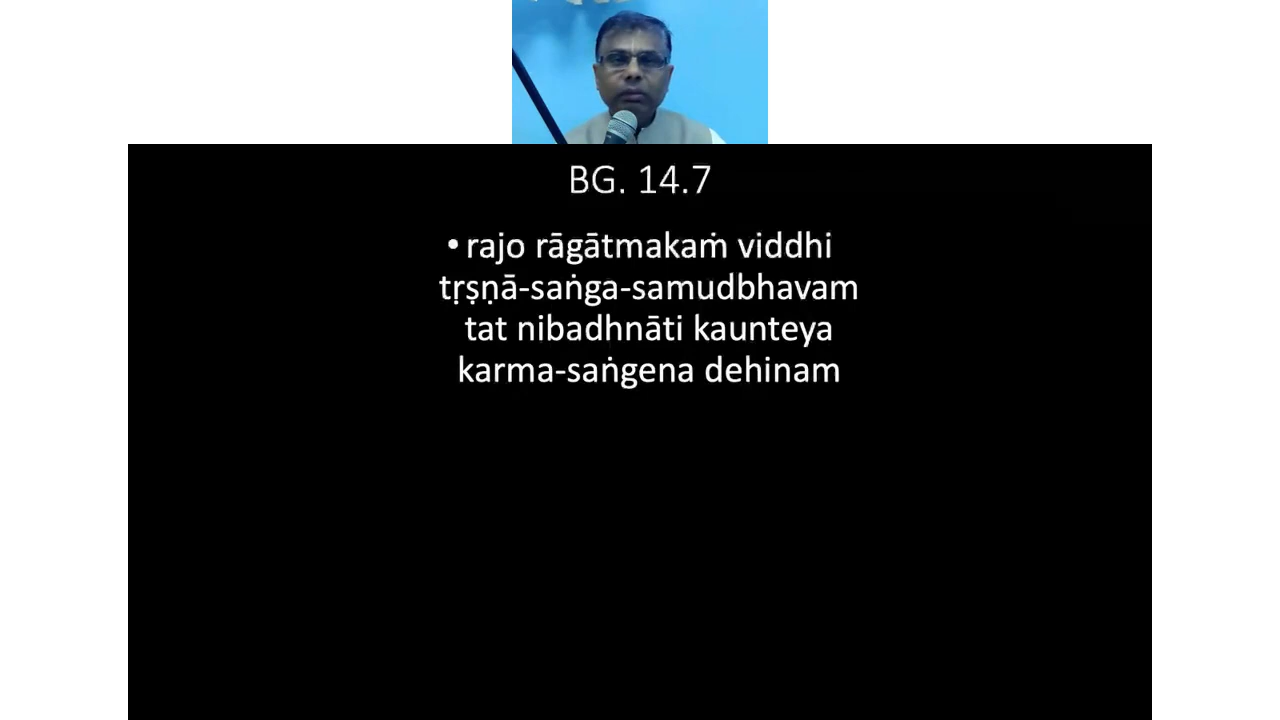 BG. 14.7
• rajo rāgātmakaṁ viddhi
tṛṣṇā-saṅga-samudbhavam
tat nibadhnāti kaunteya
karma-saṅgena dehinam